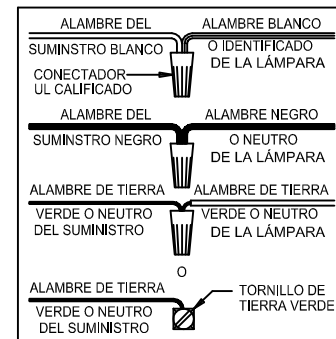 ALAMBRE DEL ALAMBRE BLANCO
SUMINSTRO BLANCO O IDENTIFICADO
DE LA LÁMPARA
CONECTADOR
UL CALIFICADO
ALAMBRE DEL ALAMBRE NEGRO
SUMINSTRO NEGRO O NEUTRO
DE LA LÁMPARA
ALAMBRE DE TIERRA ALAMBRE DE TIERRA
VERDE O NEUTRO VERDE O NEUTRO
DEL SUMINISTRO DE LA LÁMPARA
O
ALAMBRE DE TIERRA TORNILLO DE
TIERRA VERDE
VERDE O NEUTRO
DEL SUMINISTRO